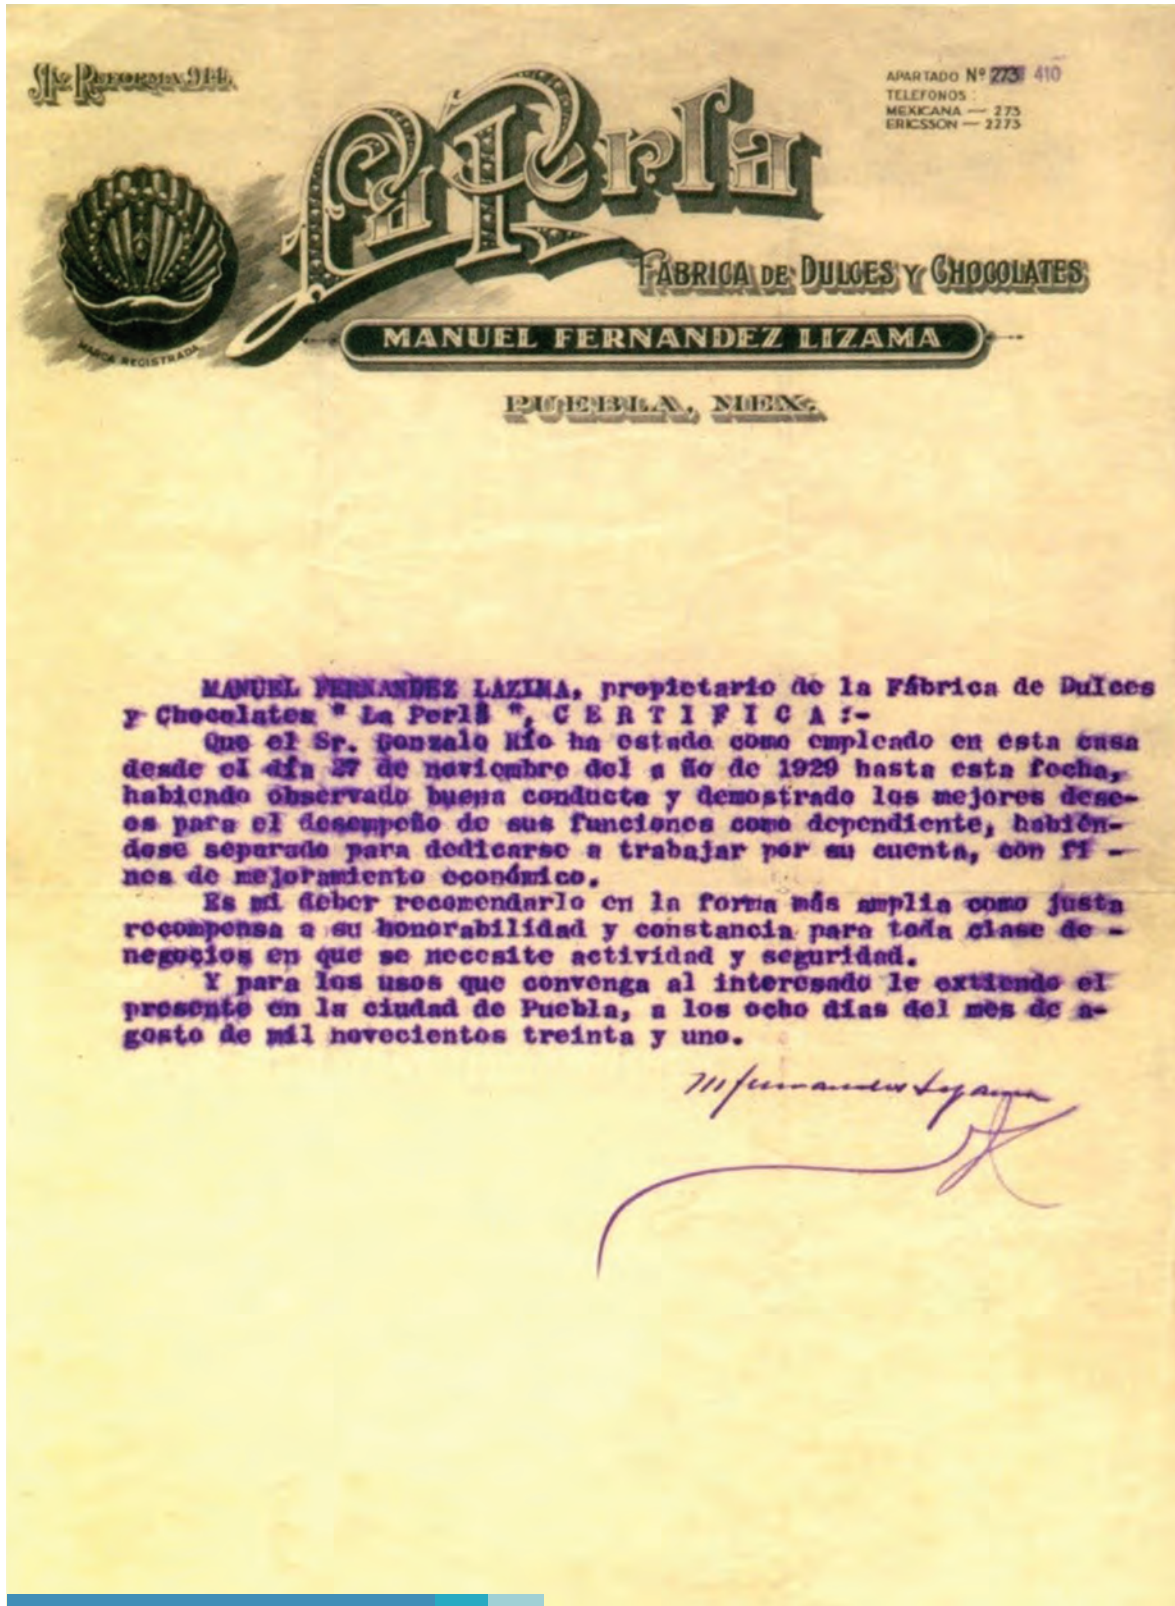 Av. Reforma 914.
APARTADO Nº 273 410
TELEFONOS :
MEXICANA — 273
ERICSSON — 2273
La Perla
FÁBRICA DE DULCES Y CHOCOLATES
MARCA REGISTRADA
MANUEL FERNANDEZ LIZAMA
PUEBLA, MEX.
MANUEL FERNANDEZ LAZIMA, propietario de la Fábrica de Dulces
y Chocolates " La Perla ", C E R T I F I C A :-
Que el Sr. Gonzalo Río ha estado como empleado en esta casa
desde el día 27 de noviembre del a ño de 1929 hasta esta fecha,
habiendo observado buena conducta y demostrado los mejores dese-
os para el desempeño de sus funciones como dependiente, habién-
dose separado para dedicarse a trabajar por su cuenta, con fi -
nes de mejoramiento económico.
Es mi deber recomendarlo en la forma más amplia como justa
recompensa a su honorabilidad y constancia para toda clase de -
negocios en que se necesite actividad y seguridad.
Y para los usos que convenga al interesado le extiendo el
presente en la ciudad de Puebla, a los ocho días del mes de a-
gosto de mil novecientos treinta y uno.
M Fernandez Lizama